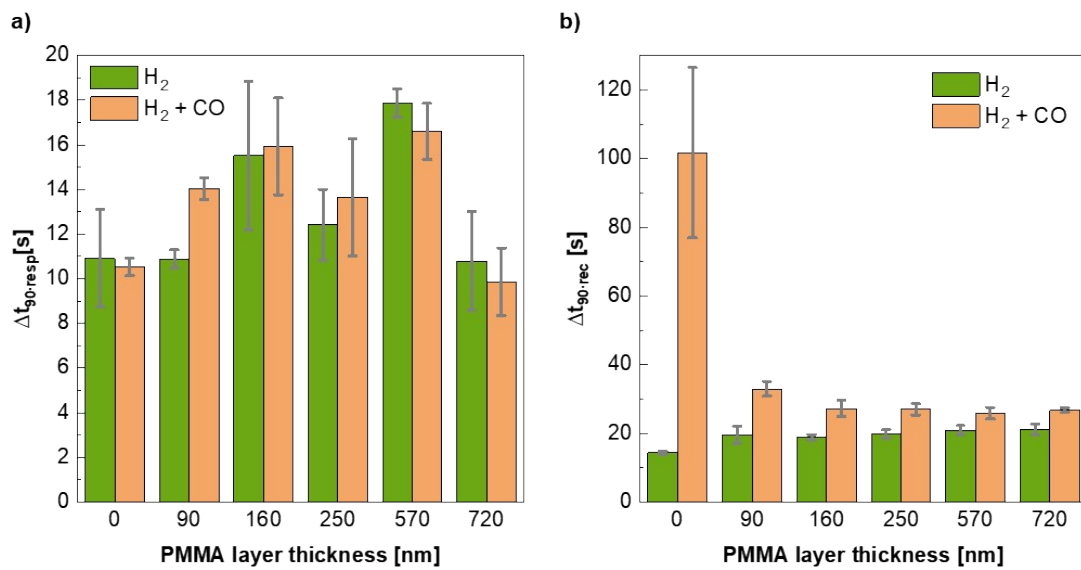 a)
20
18
16
14
12
10
8
6
4
2
0
Δt90·resp[s]
H2
H2 + CO
0 90 160 250 570 720
PMMA layer thickness [nm]
b)
120
100
80
60
40
20
0
Δt90·rec [s]
H2
H2 + CO
0 90 160 250 570 720
PMMA layer thickness [nm]